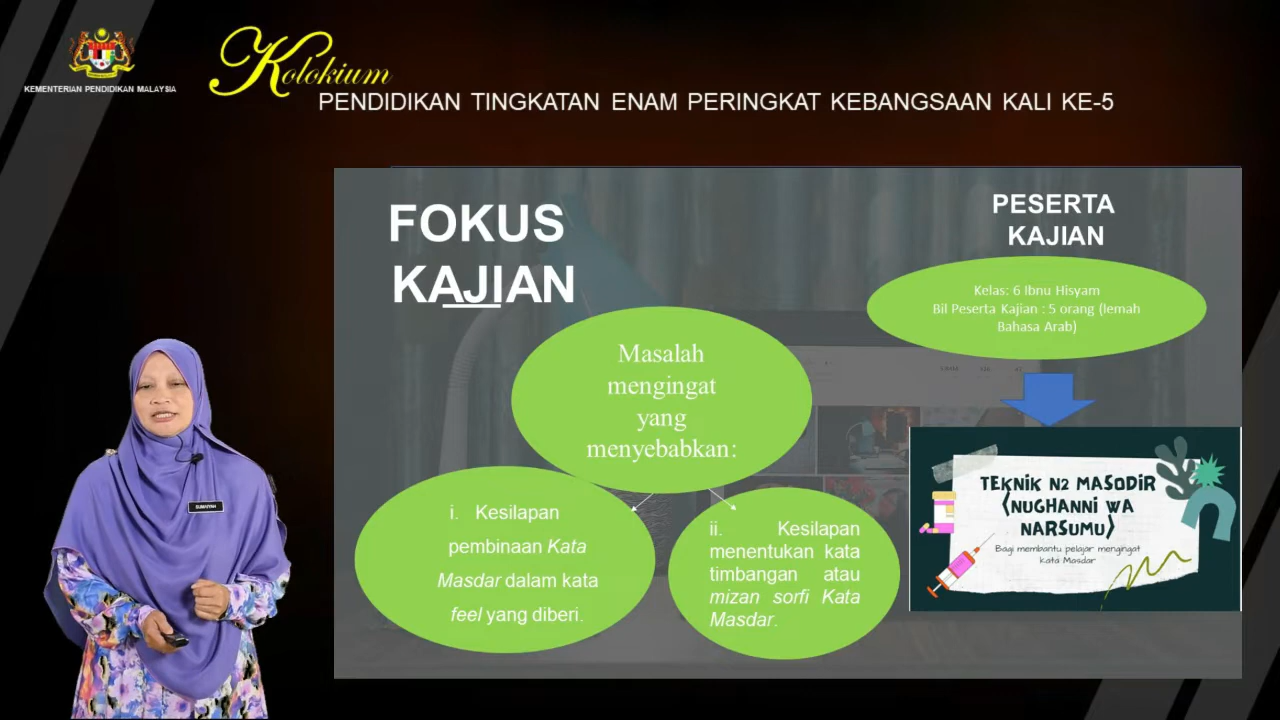 KEMENTERIAN PENDIDIKAN MALAYSIA
Kolokium
PENDIDIKAN TINGKATAN ENAM PERINGKAT KEBANGSAAN KALI KE-5
FOKUS
KAJIAN
PESERTA
KAJIAN
Kelas: 6 Ibnu Hisyam
Bil Peserta Kajian : 5 orang (lemah
Bahasa Arab)
Masalah
mengingat
yang
menyebabkan:
i. Kesilapan
pembinaan Kata
Masdar dalam kata
feel yang diberi.
ii. Kesilapan
menentukan kata
timbangan atau
mizan sorfi Kata
Masdar.
TEKNIK N2 MASODIR
(NUGHANNI WA
NARSUMU)
Bagi membantu pelajar mengingat
kata Masdar
SUMAIYAH